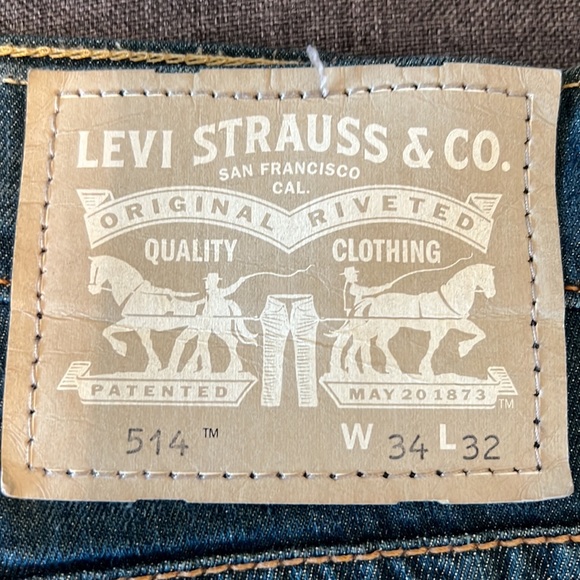 LEVI STRAUSS & CO.
SAN FRANCISCO
CAL.
ORIGINAL RIVETED
QUALITY CLOTHING
PATENTED MAY 20 1873 TM
514 ™ W 34 L 32